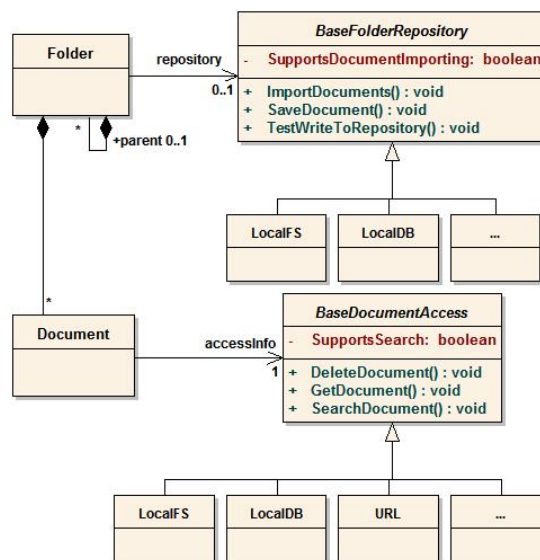 Folder
repository
0..1
*
+parent 0..1
BaseFolderRepository
- SupportsDocumentImporting: boolean
+ ImportDocuments() : void
+ SaveDocument() : void
+ TestWriteToRepository() : void
LocalFS
LocalDB
...
*
Document
accessInfo
1
BaseDocumentAccess
- SupportsSearch: boolean
+ DeleteDocument() : void
+ GetDocument() : void
+ SearchDocument() : void
LocalFS
LocalDB
URL
...